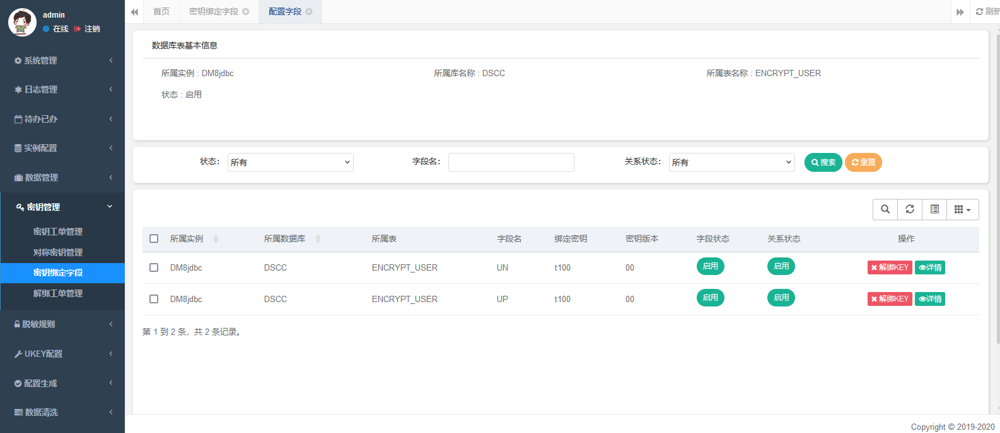 admin
在线 注销
系统管理
日志管理
待办已办
实例配置
数据管理
密钥管理
密钥工单管理
对称密钥管理
密钥绑定字段
解绑工单管理
脱敏规则
UKEY配置
配置生成
数据清洗
首页 密钥绑定字段 配置字段 刷新
数据库表基本信息
所属实例 : DM8jdbc 所属库名称 : DSCC 所属表名称 : ENCRYPT_USER
状态 : 启用
状态： 所有 字段名： 关系状态： 所有 搜索 重置
所属实例 所属数据库 所属表 字段名 绑定密钥 密钥版本 字段状态 关系状态 操作
DM8jdbc DSCC ENCRYPT_USER UN t100 00 启用 启用 解绑KEY 详情
DM8jdbc DSCC ENCRYPT_USER UP t100 00 启用 启用 解绑KEY 详情
第 1 到 2 条，共 2 条记录。
Copyright © 2019-2020